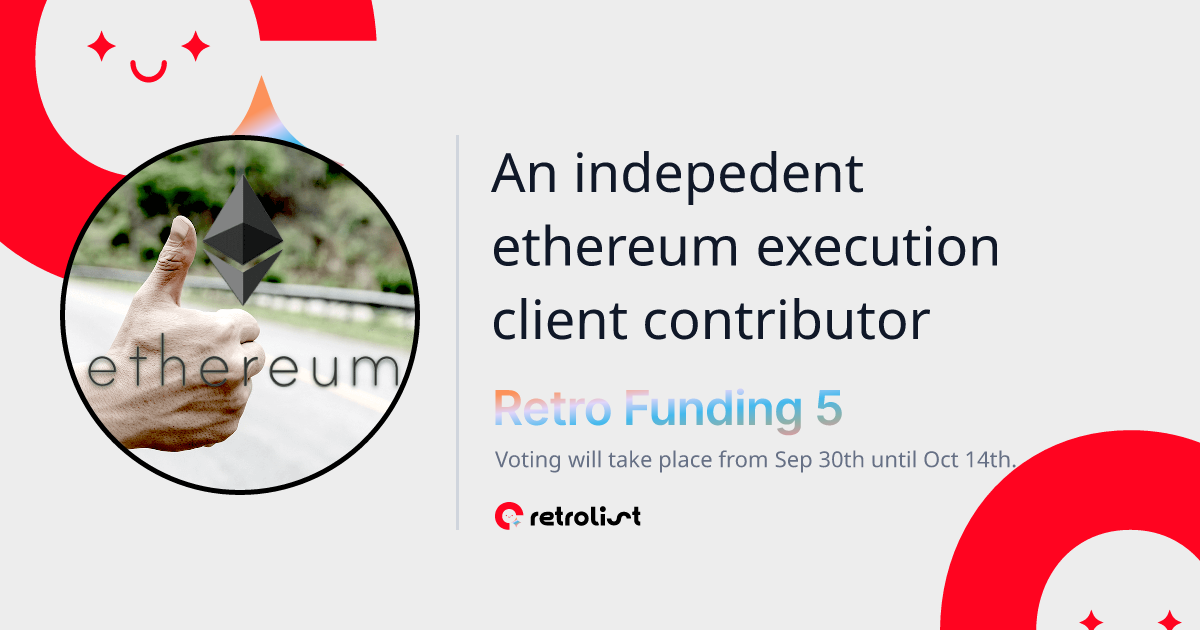 ethereum
An indepedent
ethereum execution
client contributor
Retro Funding 5
Voting will take place from Sep 30th until Oct 14th.
retrolist